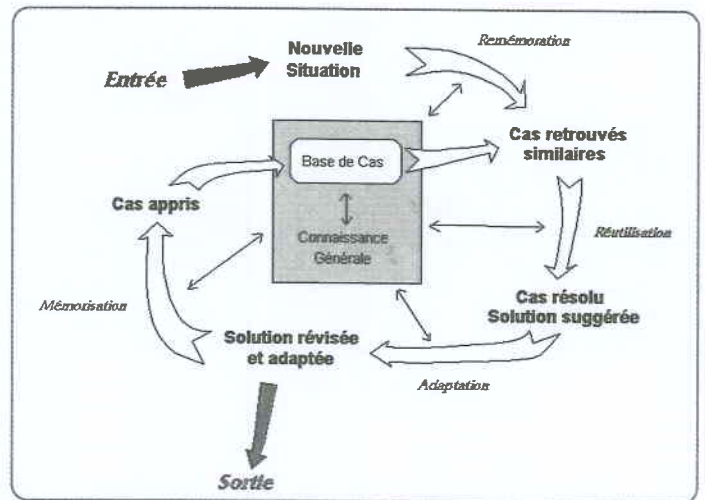 Nouvelle
Situation
Remémoration
Entrée
Cas retrouvés
similaires
Base de Cas
Cas appris
Connaissance
Générale
Réutilisation
Cas résolu
Solution suggérée
Mémorisation
Solution révisée
et adaptée
Adaptation
Sortie